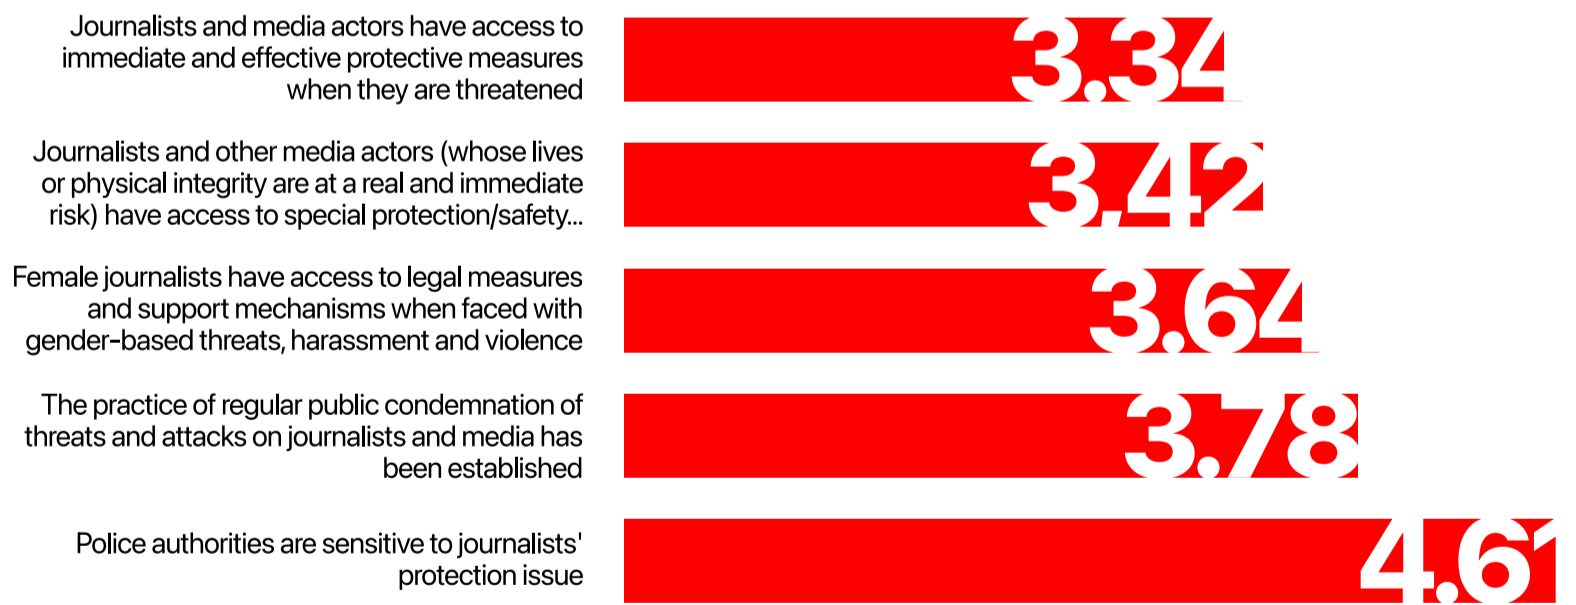 Journalists and media actors have access to
immediate and effective protective measures
when they are threatened
3.34
Journalists and other media actors (whose lives
or physical integrity are at a real and immediate
risk) have access to special protection/safety...
3,42
Female journalists have access to legal measures
and support mechanisms when faced with
gender-based threats, harassment and violence
3.64
The practice of regular public condemnation of
threats and attacks on journalists and media has
been established
3.78
Police authorities are sensitive to journalists'
protection issue
4.61